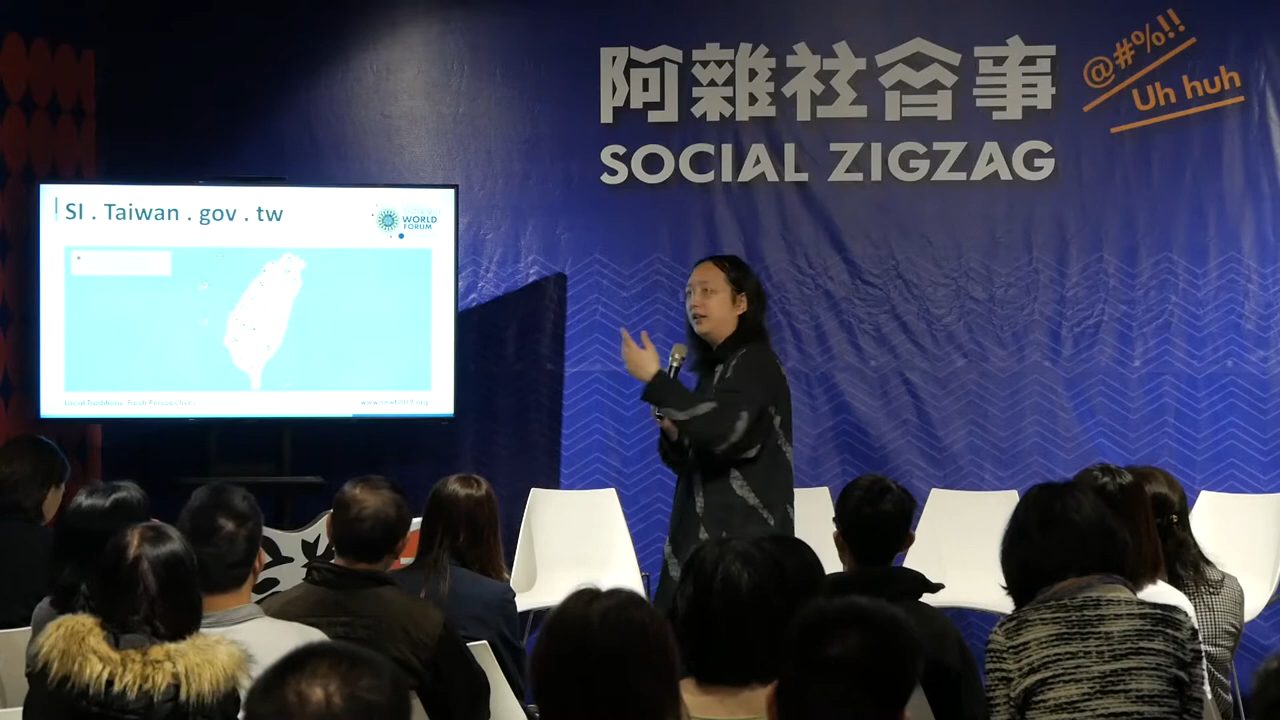 阿雜社會事
SOCIAL ZIGZAG
@#%!!
Uh huh
SI . Taiwan . gov . tw
WORLD
FORUM